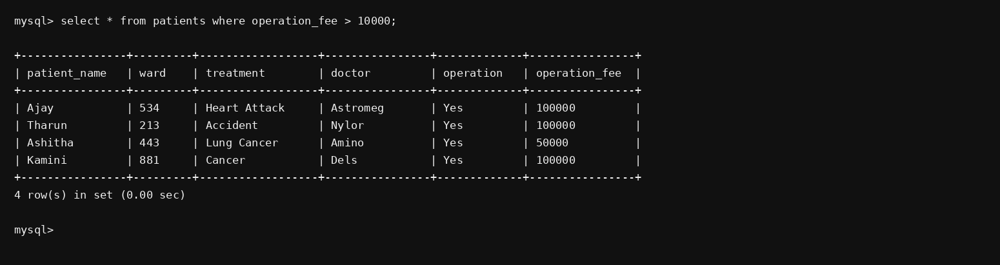 mysql> select * from patients where operation_fee > 10000;
+----------------+---------+------------------+----------------+-------------+----------------+
| patient_name   | ward    | treatment        | doctor         | operation   | operation_fee  |
+----------------+---------+------------------+----------------+-------------+----------------+
| Ajay           | 534     | Heart Attack     | Astromeg       | Yes         | 100000         |
| Tharun         | 213     | Accident         | Nylor          | Yes         | 100000         |
| Ashitha        | 443     | Lung Cancer      | Amino          | Yes         | 50000          |
| Kamini         | 881     | Cancer           | Dels           | Yes         | 100000         |
+----------------+---------+------------------+----------------+-------------+----------------+
4 row(s) in set (0.00 sec)
mysql>